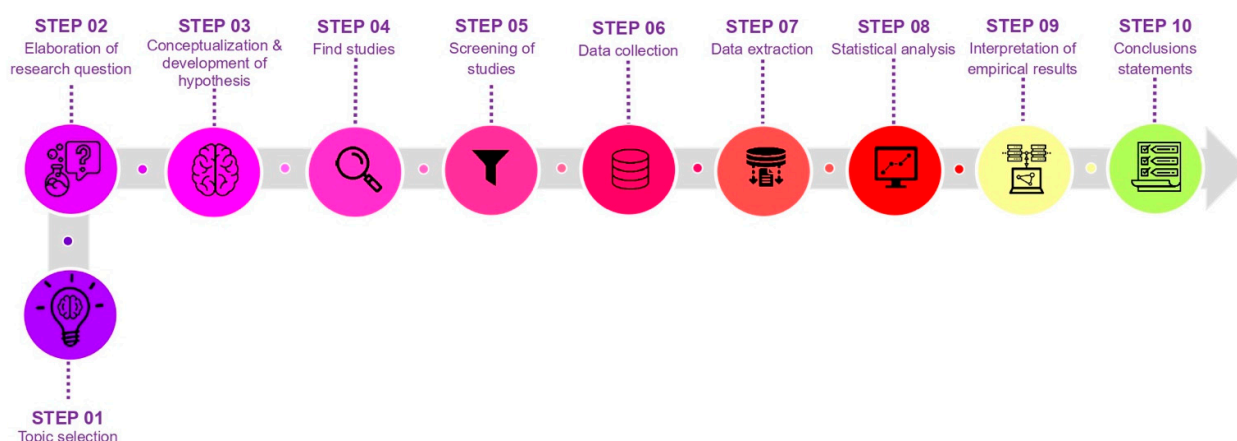 STEP 02
Elaboration of
research question
STEP 03
Conceptualization &
development of
hypothesis
STEP 04
Find studies
STEP 05
Screening of
studies
STEP 06
Data collection
STEP 07
Data extraction
STEP 08
Statistical analysis
STEP 09
Interpretation of
empirical results
STEP 10
Conclusions
statements
?
STEP 01
Topic selection